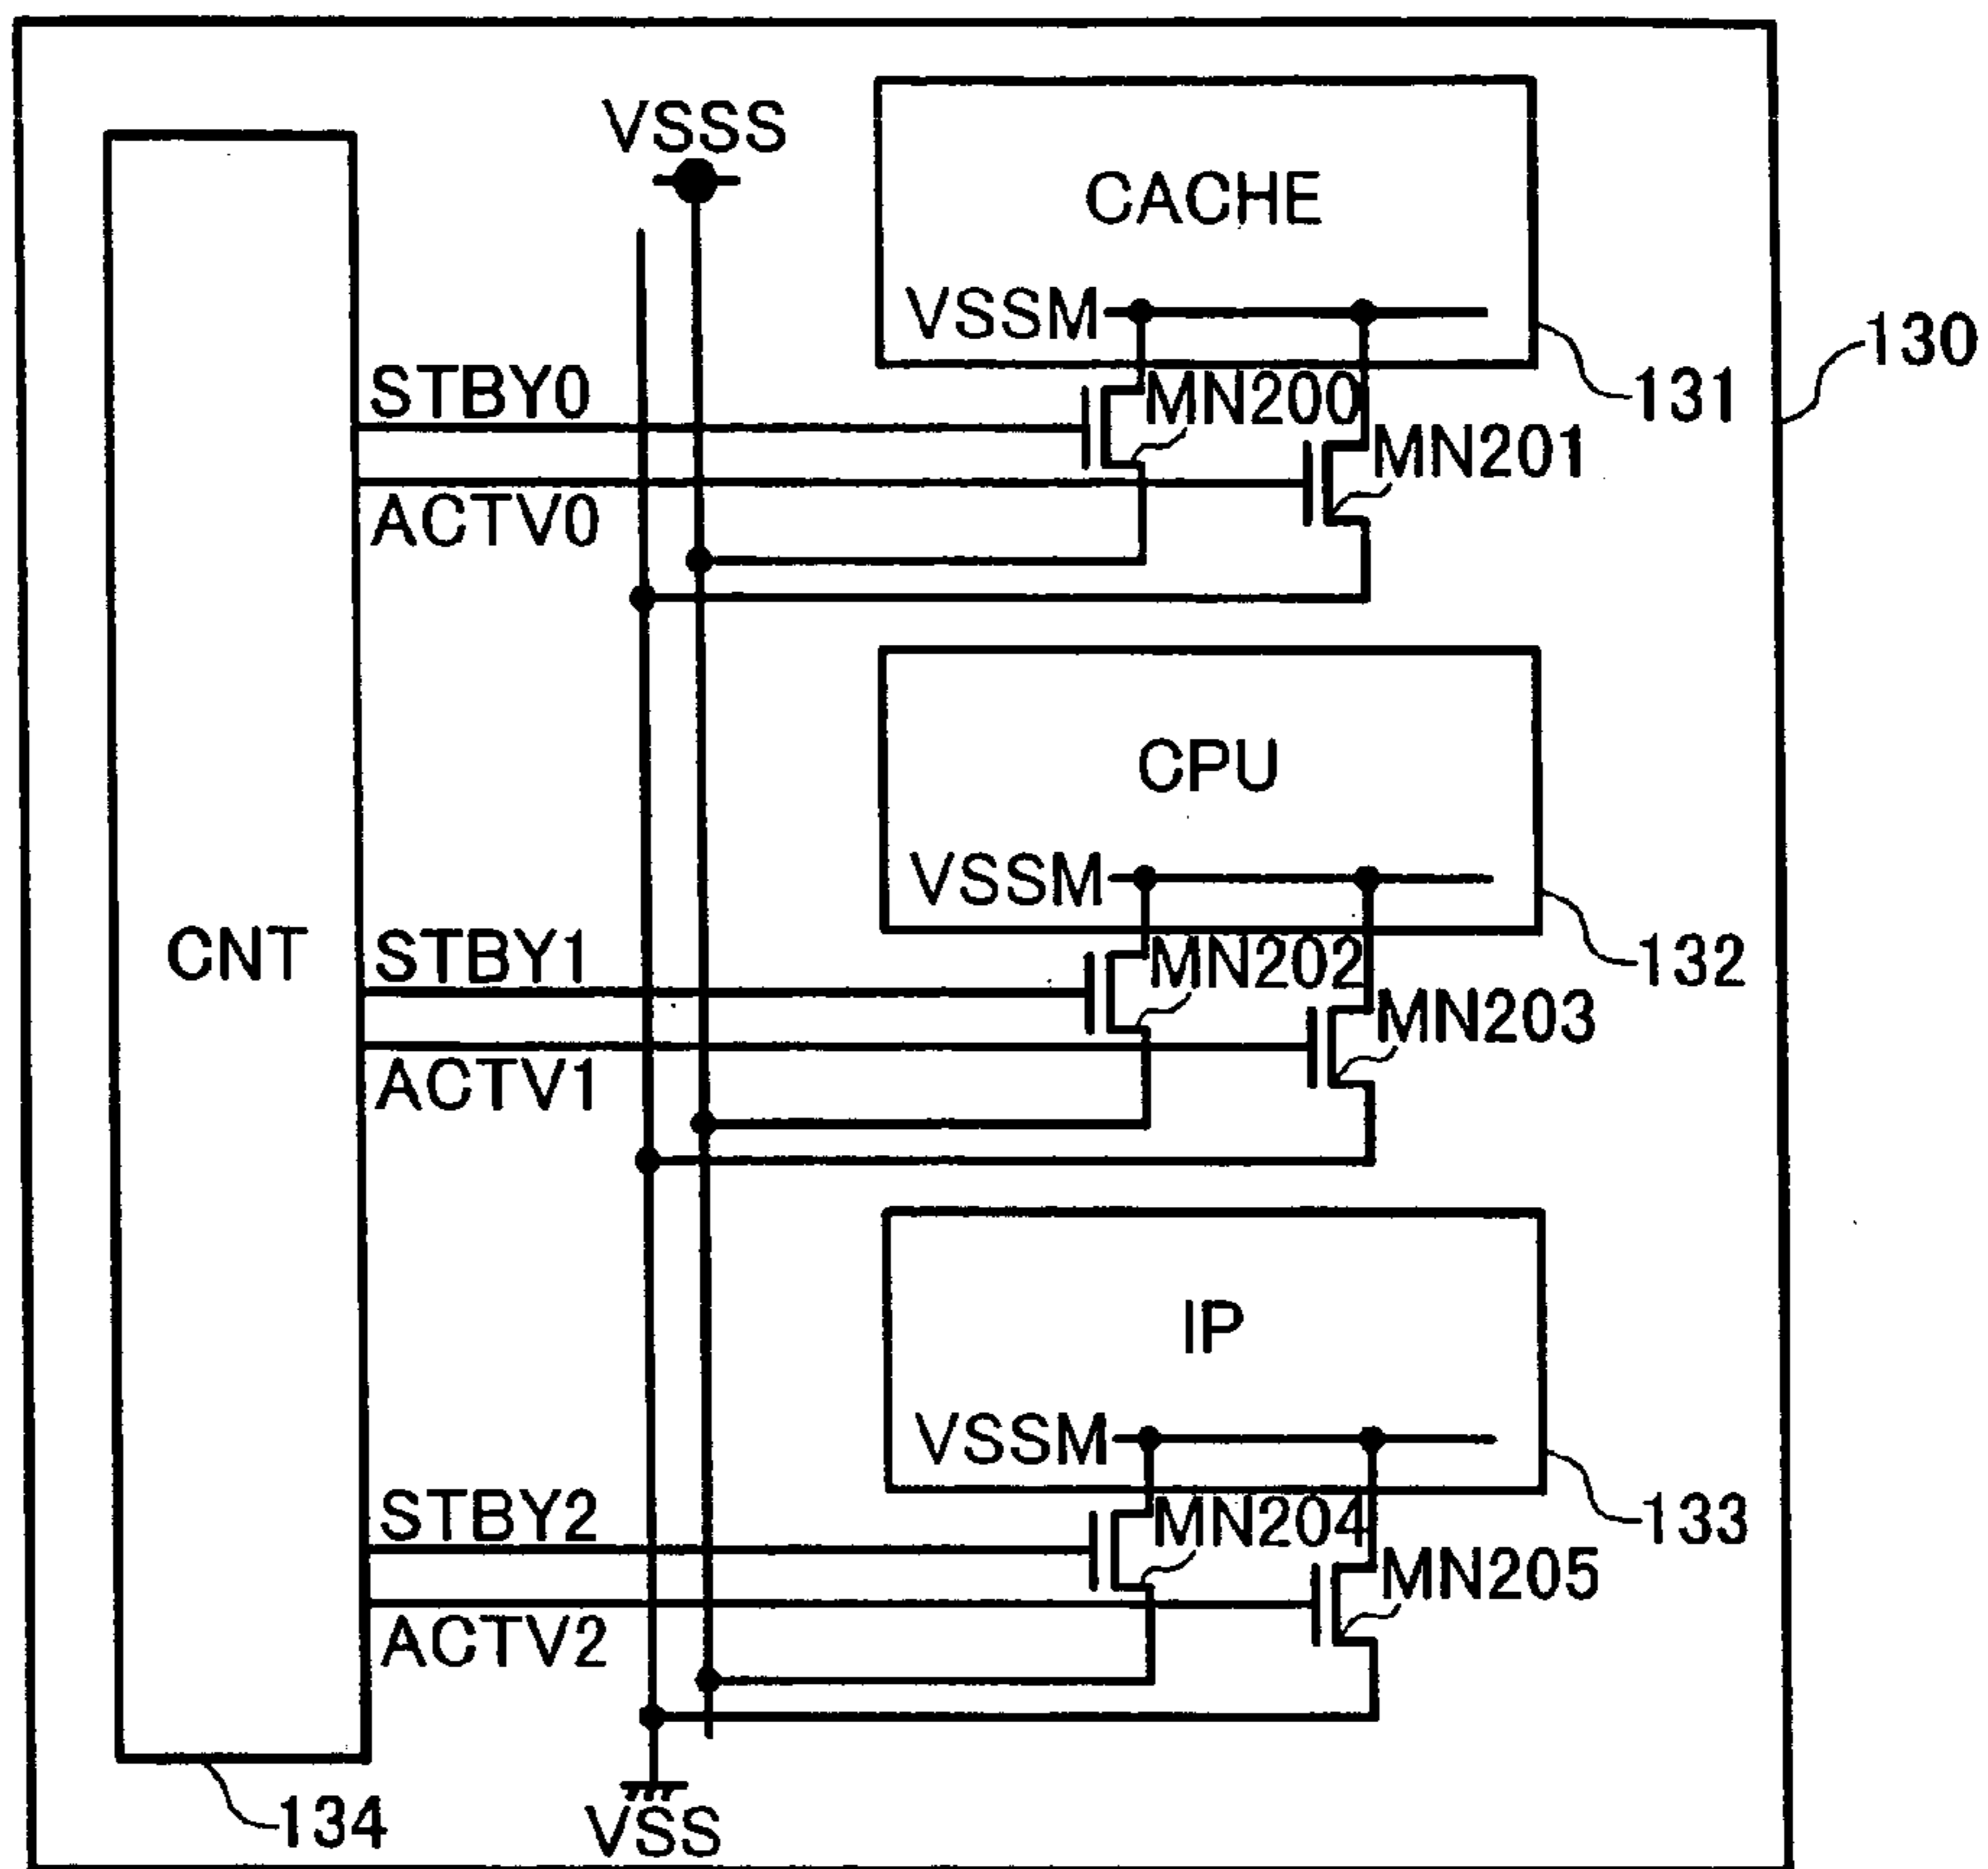 VSSS
CACHE
VSSM
130
131
STBY0
MN200
MN201
ACTV0
CPU
VSSM
CNT
STBY1
MN202
132
MN203
ACTV1
IP
VSSM
STBY2
MN204
133
MN205
ACTV2
134
VSS